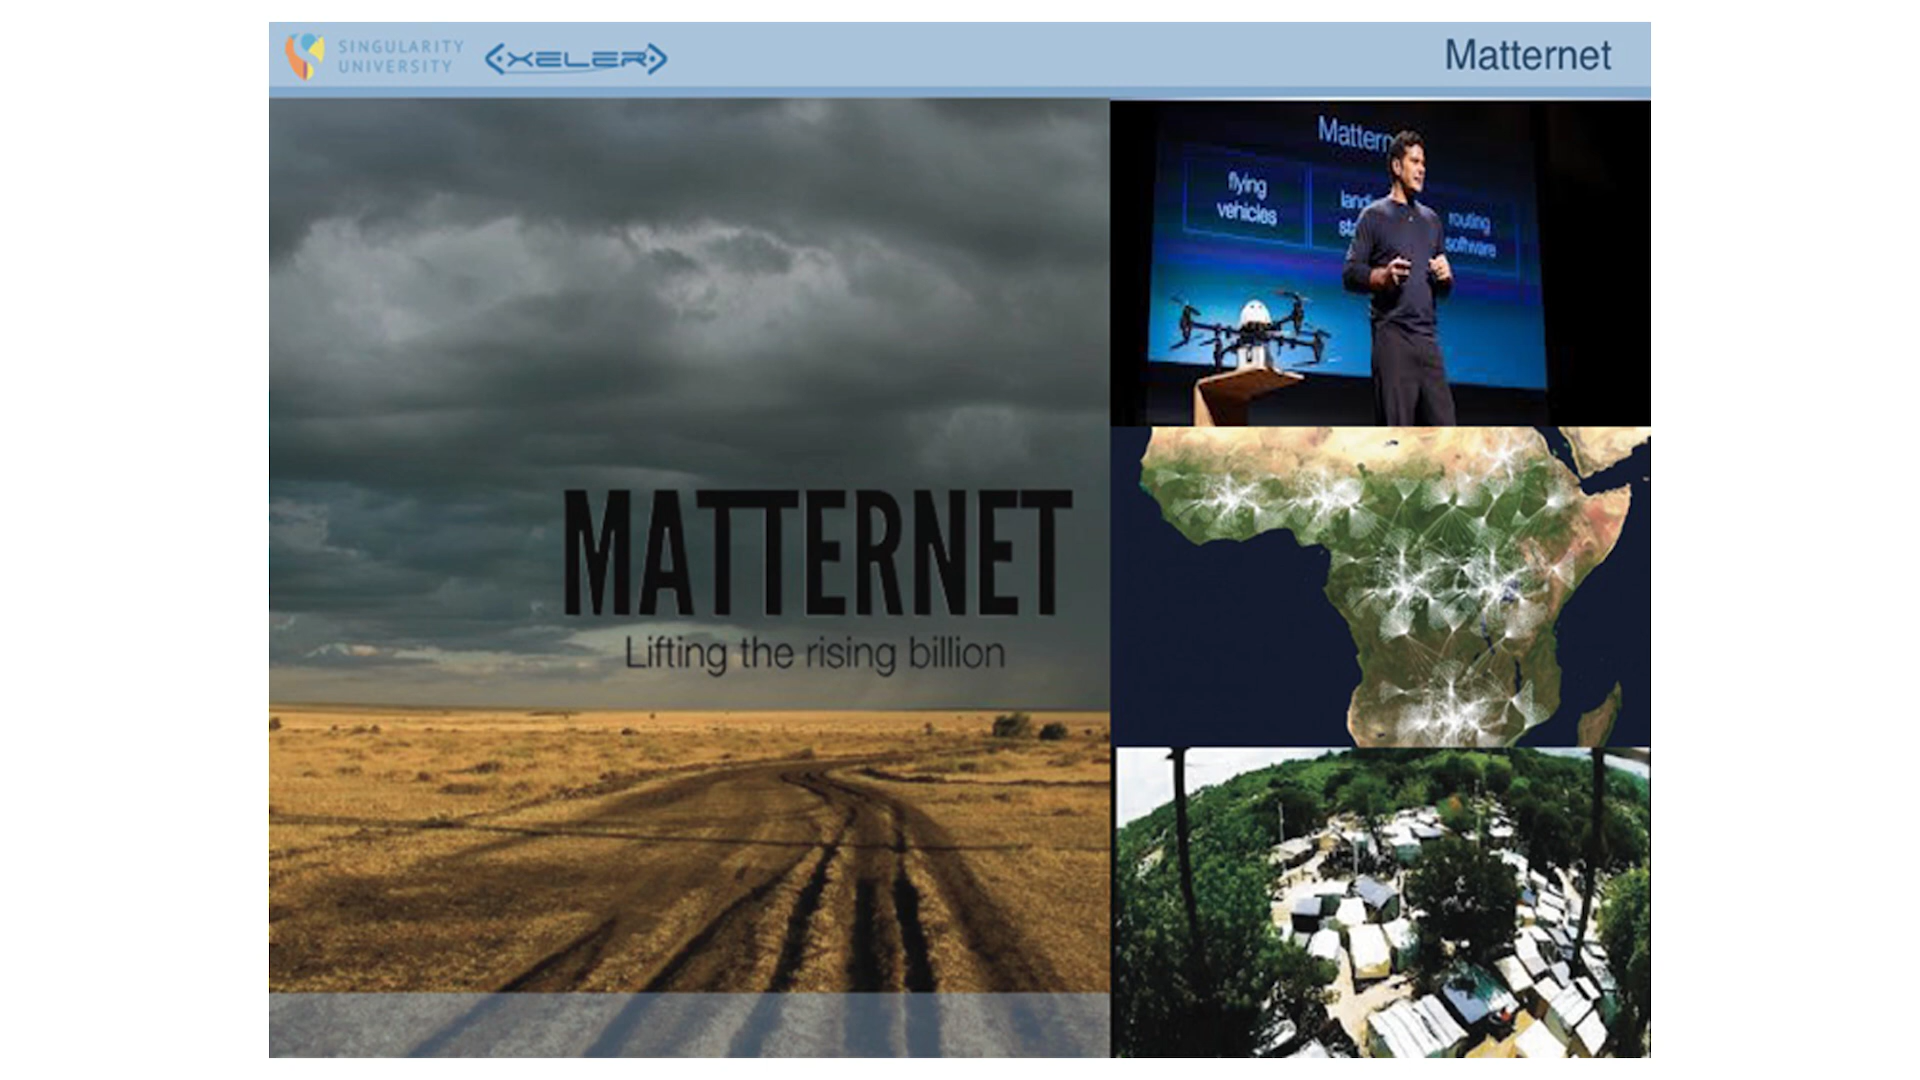 SINGULARITY
UNIVERSITY
XELER
Matternet
MATTERNET
Lifting the rising billion
flying
vehicles
routing
software